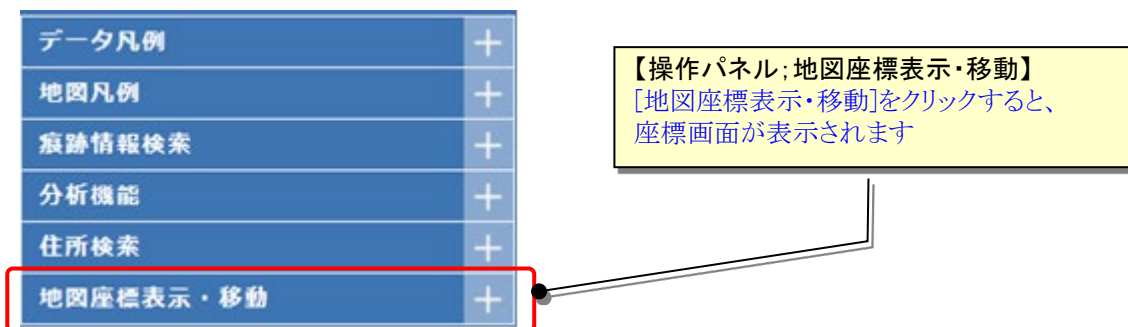 データ凡例
地図凡例
痕跡情報検索
分析機能
住所検索
地図座標表示・移動
【操作パネル;地図座標表示・移動】
[地図座標表示・移動]をクリックすると、
座標画面が表示されます